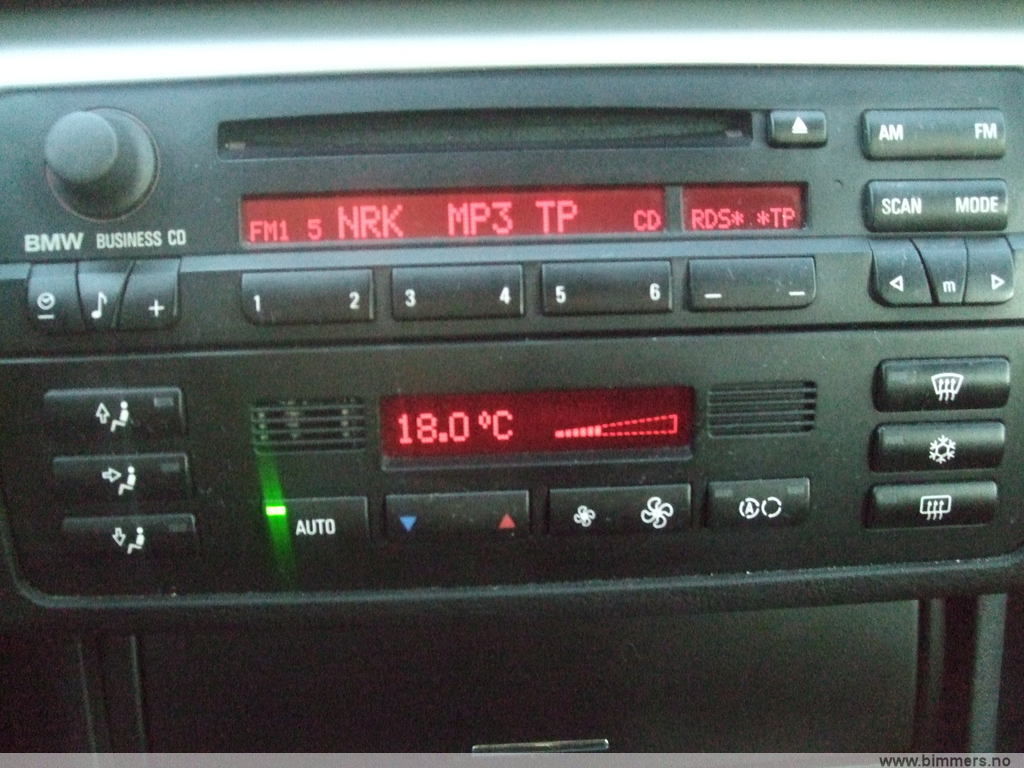 AM FM
FM1 5 NRK MP3 TP CD RDS* *TP
SCAN MODE
BMW BUSINESS CD
1 2 3 4 5 6 m
18.0 °C
AUTO
A
www.bimmers.no